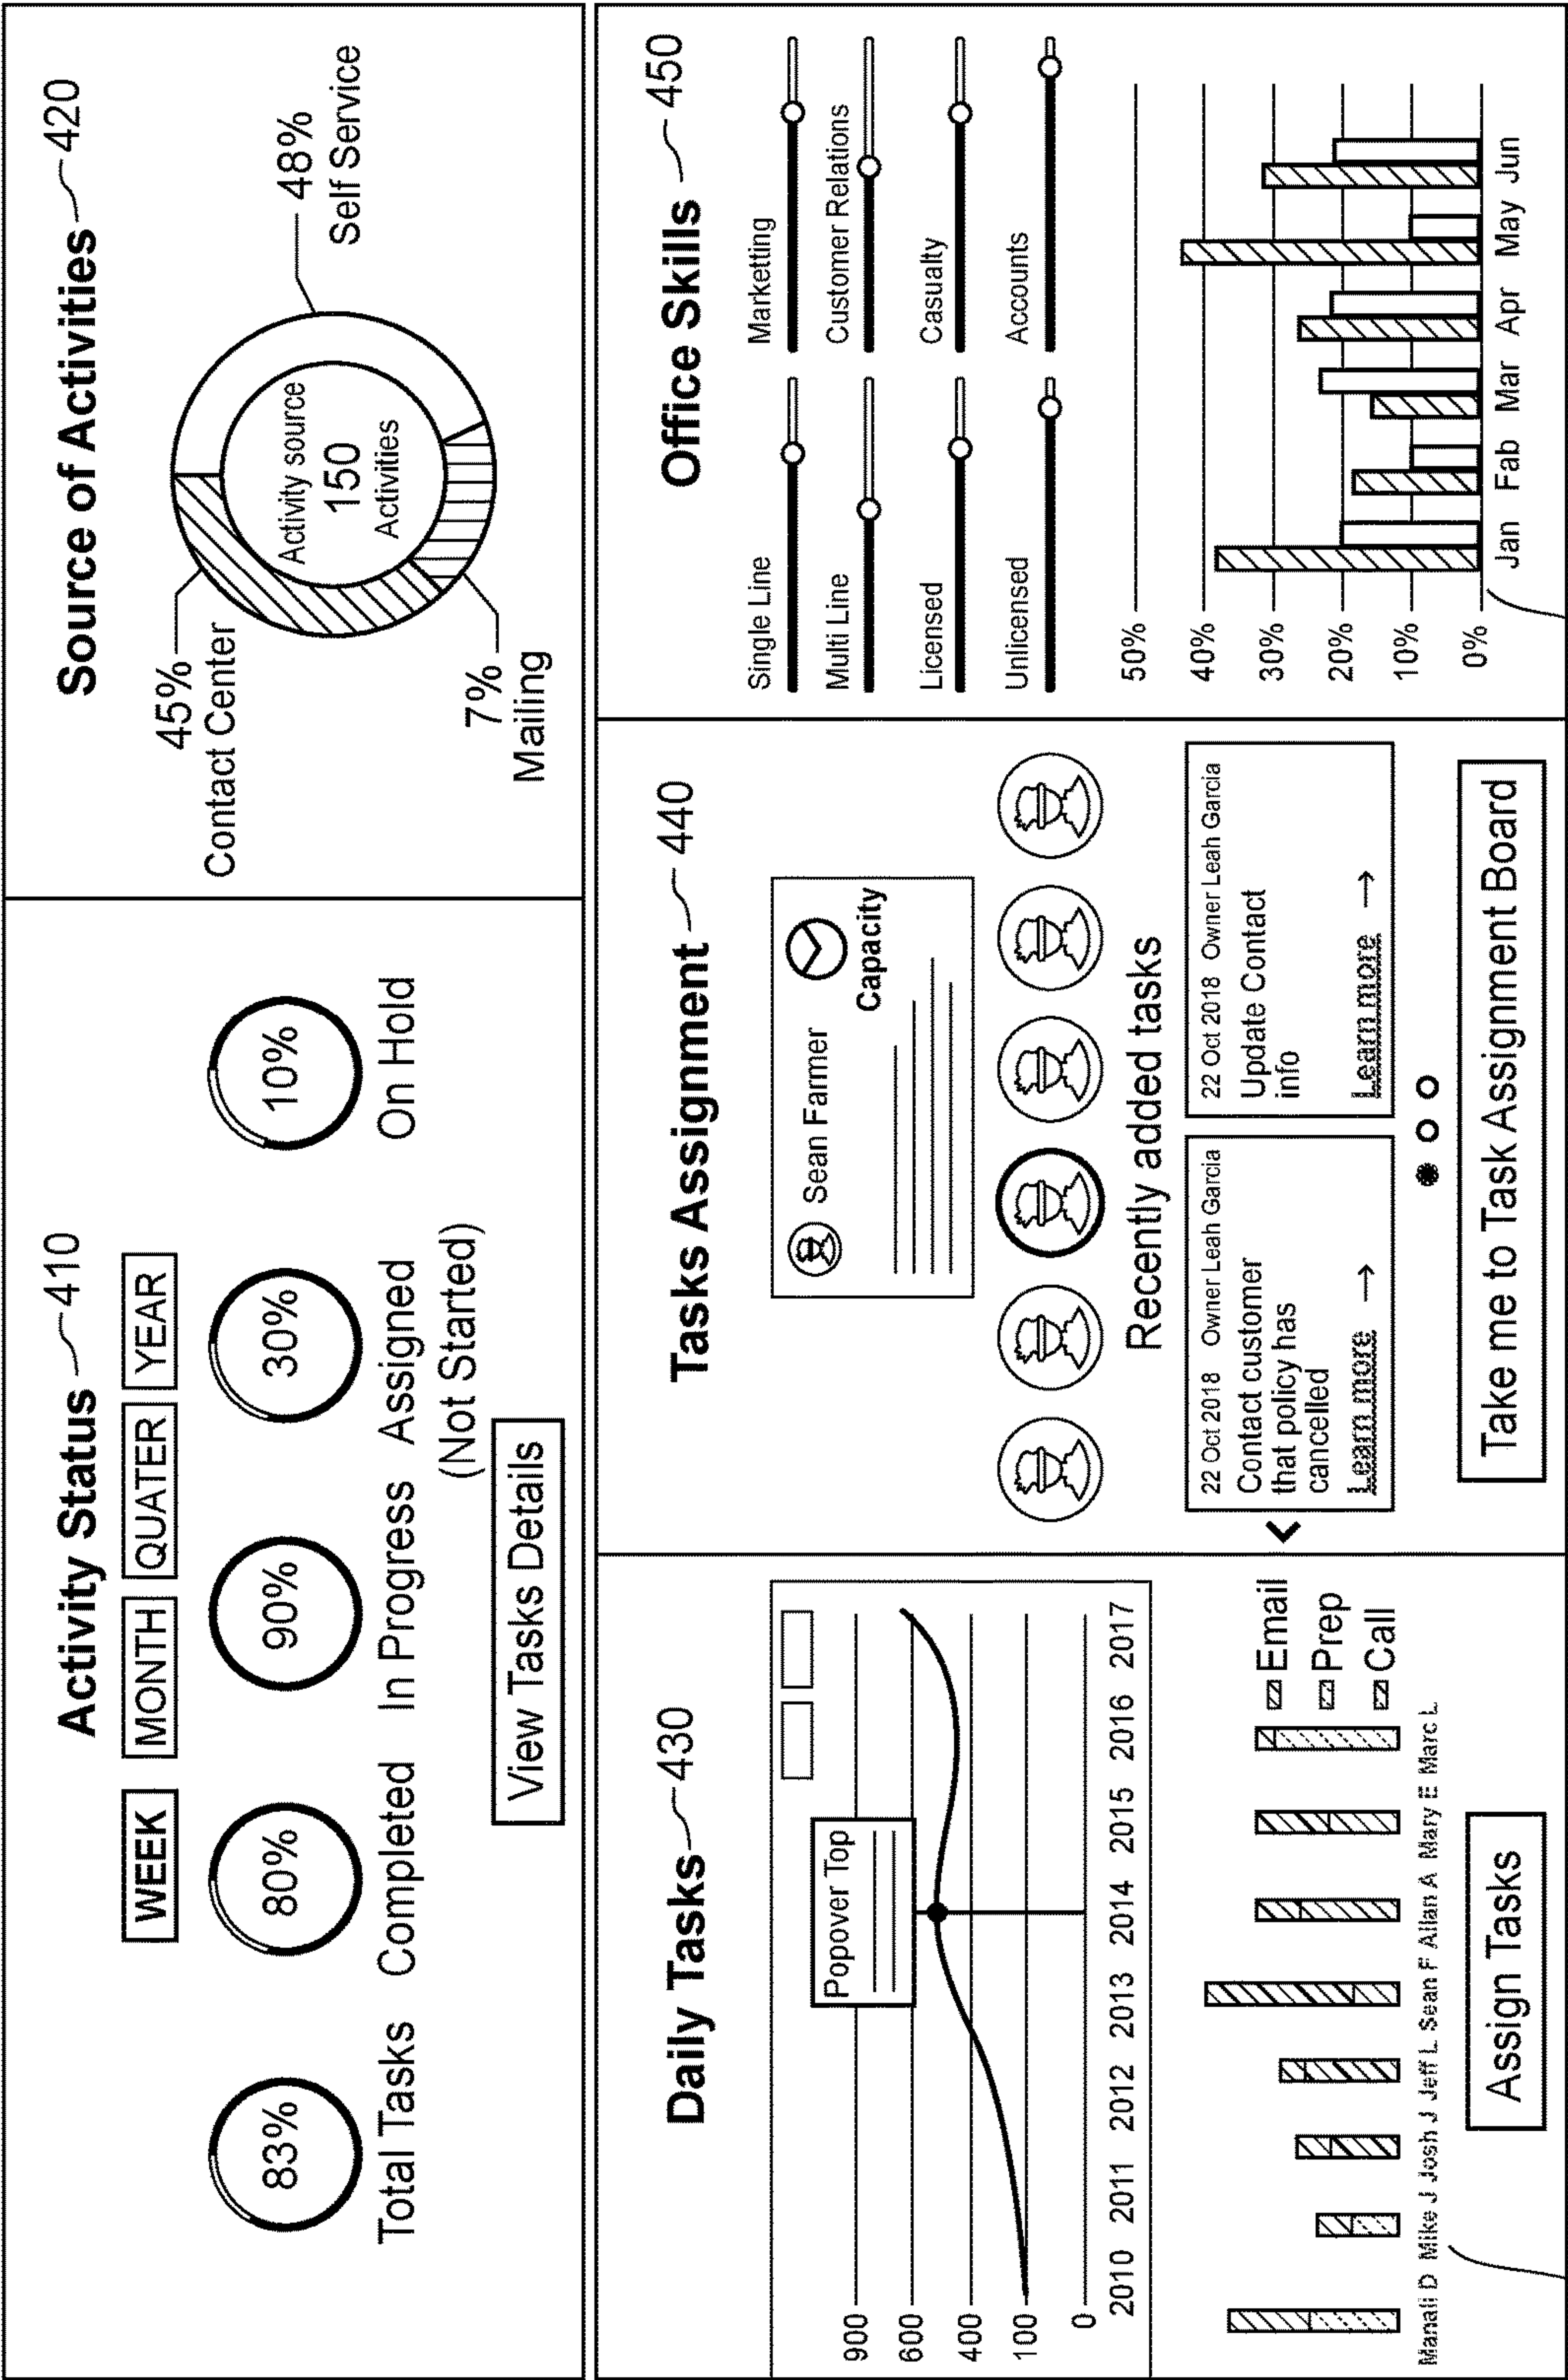 Activity Status 410
WEEK MONTH QUATER YEAR
83% 80% 90% 30% 10%
Total Tasks Completed In Progress Assigned On Hold
(Not Started)
View Tasks Details
Source of Activities 420
45%
Contact Center
Activity source
150
Activities
48%
Self Service
7%
Mailing
Daily Tasks 430
Popover Top
900
600
400
100
0
2010 2011 2012 2013 2014 2015 2016 2017
Email
Prep
Call
Manali D Mike J Josh J Jeff L Sean F Allan A Mary E Marc L
Assign Tasks
Tasks Assignment 440
Sean Farmer
Capacity
Recently added tasks
22 Oct 2018 Owner Leah Garcia
Contact customer
that policy has
cancelled
Learn more →
22 Oct 2018 Owner Leah Garcia
Update Contact
info
Learn more →
Take me to Task Assignment Board
Office Skills 450
Single Line Marketting
Multi Line Customer Relations
Licensed Casualty
Unlicensed Accounts
50%
40%
30%
20%
10%
0%
Jan Fab Mar Apr May Jun